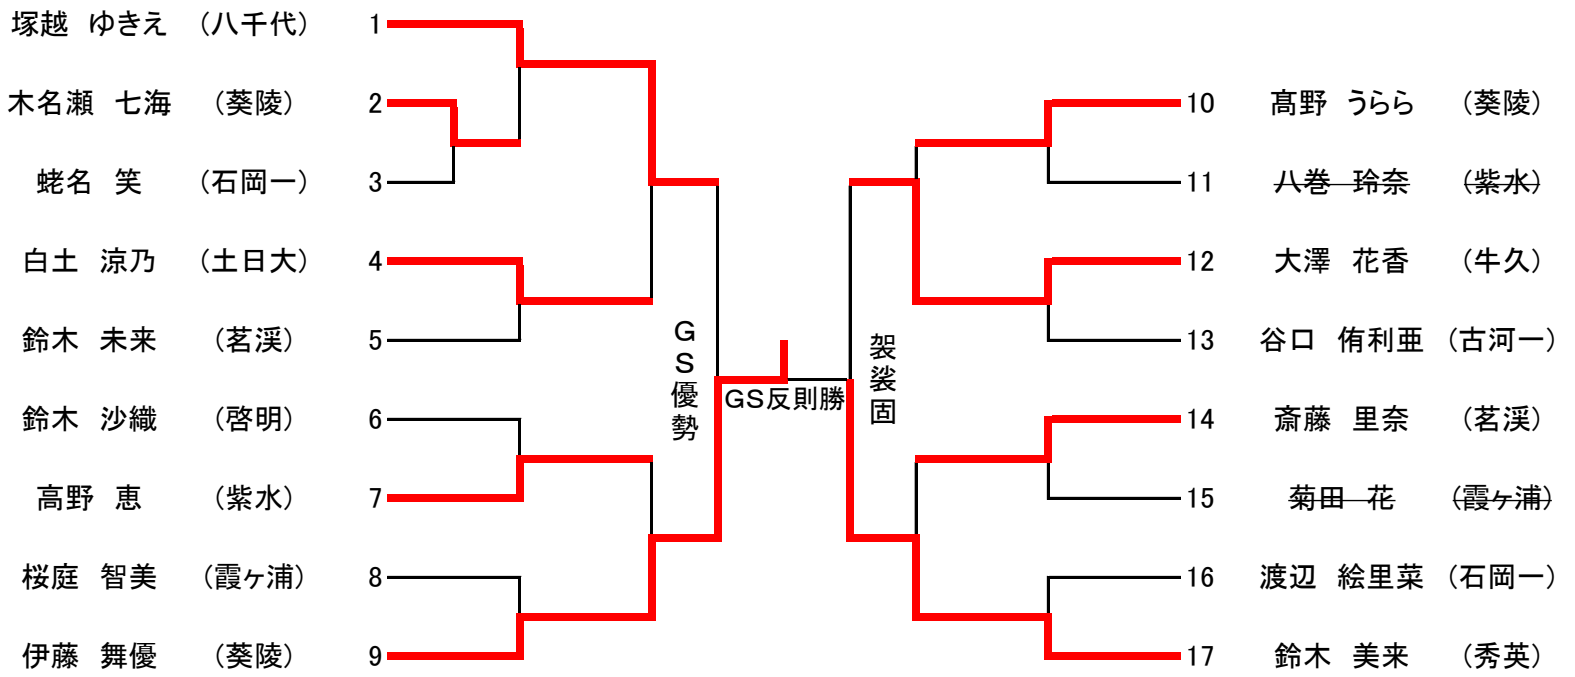 塚越 ゆきえ (八千代) 1
木名瀬 七海 (葵陵) 2
蛯名 笑 (石岡一) 3
白土 涼乃 (土日大) 4
鈴木 未来 (茗渓) 5
鈴木 沙織 (啓明) 6
高野 恵 (紫水) 7
桜庭 智美 (霞ヶ浦) 8
伊藤 舞優 (葵陵) 9
GS優勢
GS反則勝
袈裟固
10 髙野 うらら (葵陵)
11 八巻 玲奈 (紫水)
12 大澤 花香 (牛久)
13 谷口 侑利亜 (古河一)
14 斎藤 里奈 (茗渓)
15 菊田 花 (霞ヶ浦)
16 渡辺 絵里菜 (石岡一)
17 鈴木 美来 (秀英)